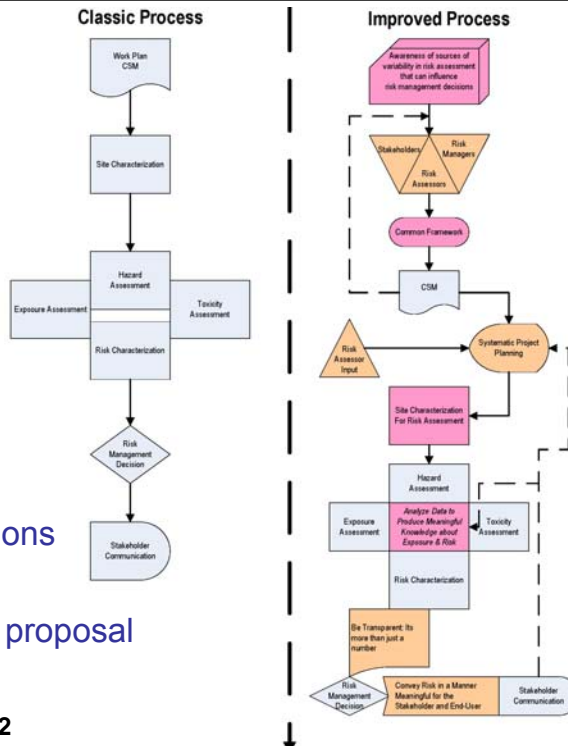 Classic Process
Work Plan
CSM
Site Characterization
Hazard
Assessment
Exposure Assessment
Toxicity
Assessment
Risk Characterization
Risk
Management
Decision
Stakeholder
Communication
ons
proposal
2
Improved Process
Awareness of sources of
variability in risk assessment
that can influence
risk management decisions
Stakeholders
Risk
Managers
Risk
Assessors
Common Framework
CSM
Risk
Assessor
Input
Systematic Project
Planning
Site Characterization
For Risk Assessment
Hazard
Assessment
Exposure
Assessment
Analyze Data to
Produce Meaningful
Knowledge about
Exposure & Risk
Toxicity
Assessment
Risk Characterization
Be Transparent: Its
more than just a
number
Risk
Management
Decision
Convey Risk in a Manner
Meaningful for the
Stakeholder and End-User
Stakeholder
Communication